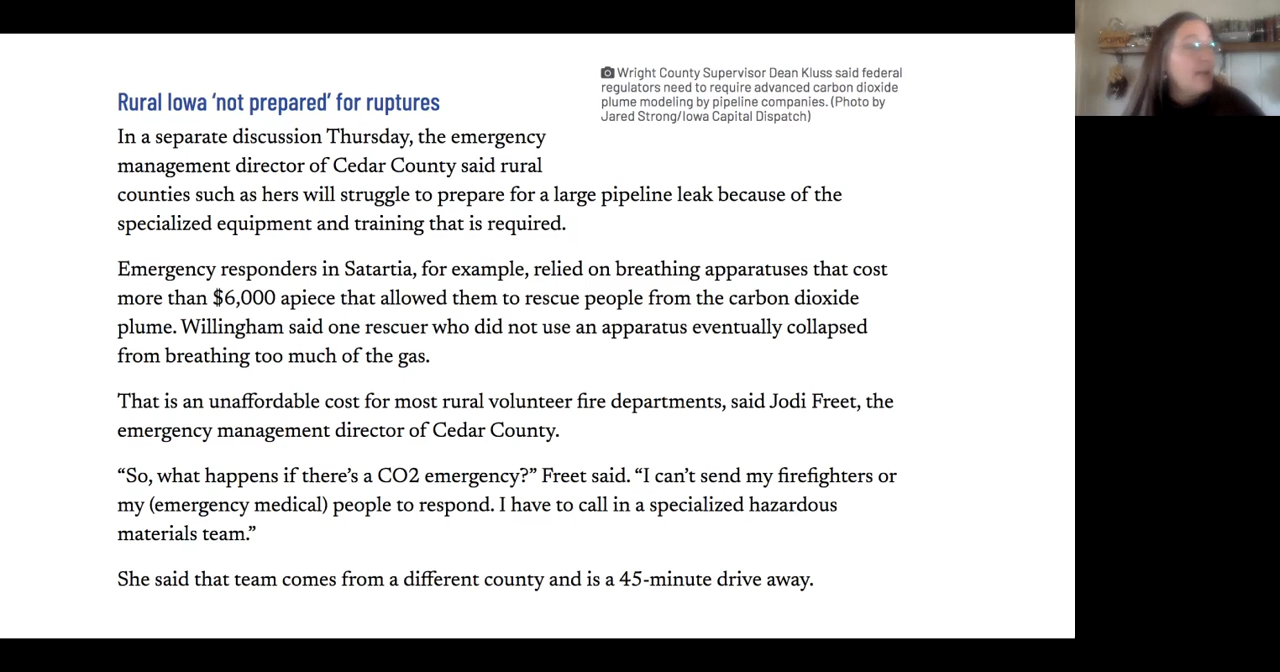 Wright County Supervisor Dean Kluss said federal
regulators need to require advanced carbon dioxide
plume modeling by pipeline companies. (Photo by
Jared Strong/Iowa Capital Dispatch)
Rural Iowa ‘not prepared’ for ruptures
In a separate discussion Thursday, the emergency
management director of Cedar County said rural
counties such as hers will struggle to prepare for a large pipeline leak because of the
specialized equipment and training that is required.
Emergency responders in Satartia, for example, relied on breathing apparatuses that cost
more than $6,000 apiece that allowed them to rescue people from the carbon dioxide
plume. Willingham said one rescuer who did not use an apparatus eventually collapsed
from breathing too much of the gas.
That is an unaffordable cost for most rural volunteer fire departments, said Jodi Freet, the
emergency management director of Cedar County.
“So, what happens if there’s a CO2 emergency?” Freet said. “I can’t send my firefighters or
my (emergency medical) people to respond. I have to call in a specialized hazardous
materials team.”
She said that team comes from a different county and is a 45-minute drive away.